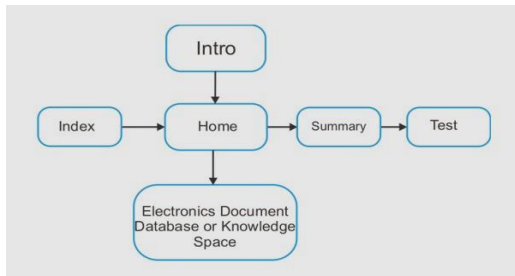 Intro
Index
Home
Summary
Test
Electronics Document
Database or Knowledge
Space